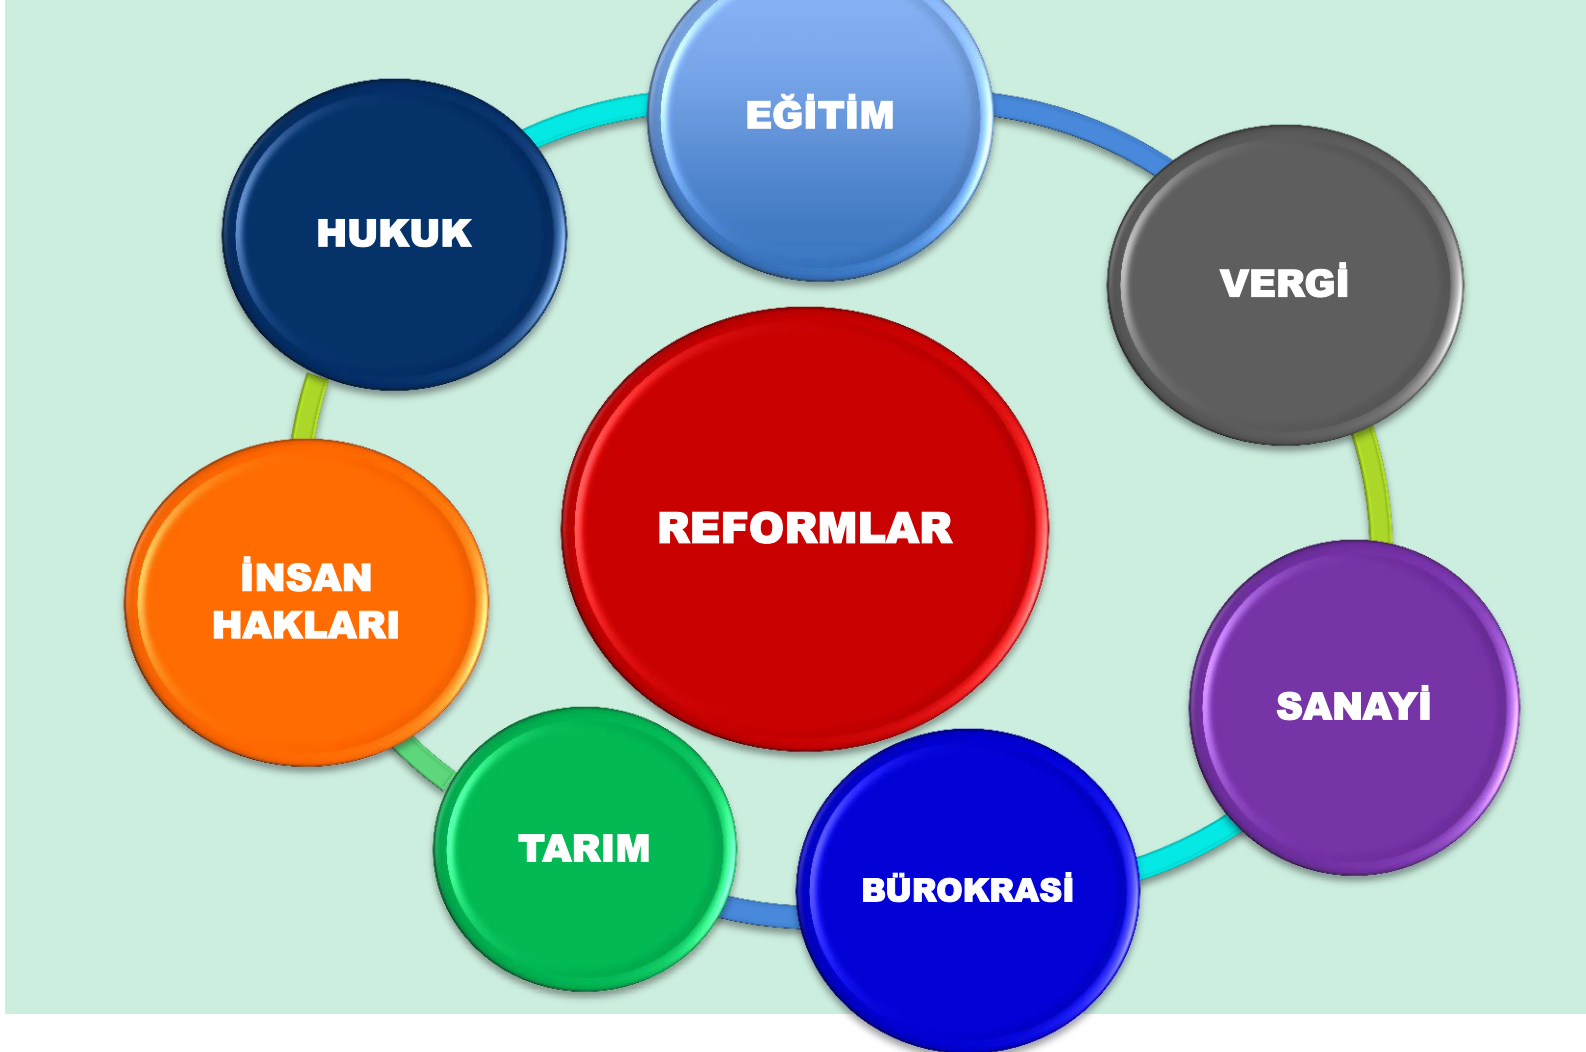 EĞİTİM
HUKUK
VERGİ
REFORMLAR
İNSAN
HAKLARI
SANAYİ
TARIM
BÜROKRASİ